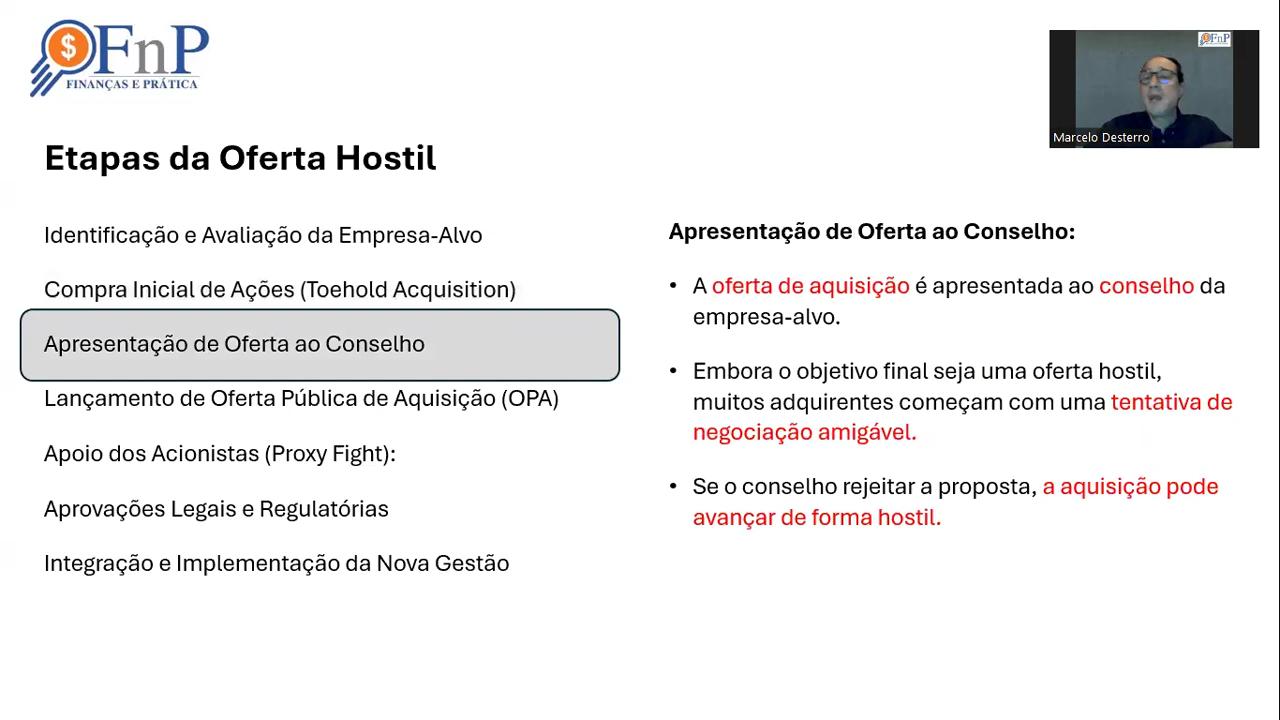 FnP
FINANÇAS E PRÁTICA
FnP
Marcelo Desterro
Etapas da Oferta Hostil
Identificação e Avaliação da Empresa-Alvo
Compra Inicial de Ações (Toehold Acquisition)
Apresentação de Oferta ao Conselho
Lançamento de Oferta Pública de Aquisição (OPA)
Apoio dos Acionistas (Proxy Fight):
Aprovações Legais e Regulatórias
Integração e Implementação da Nova Gestão
Apresentação de Oferta ao Conselho:
• A oferta de aquisição é apresentada ao conselho da
empresa-alvo.
• Embora o objetivo final seja uma oferta hostil,
muitos adquirentes começam com uma tentativa de
negociação amigável.
• Se o conselho rejeitar a proposta, a aquisição pode
avançar de forma hostil.